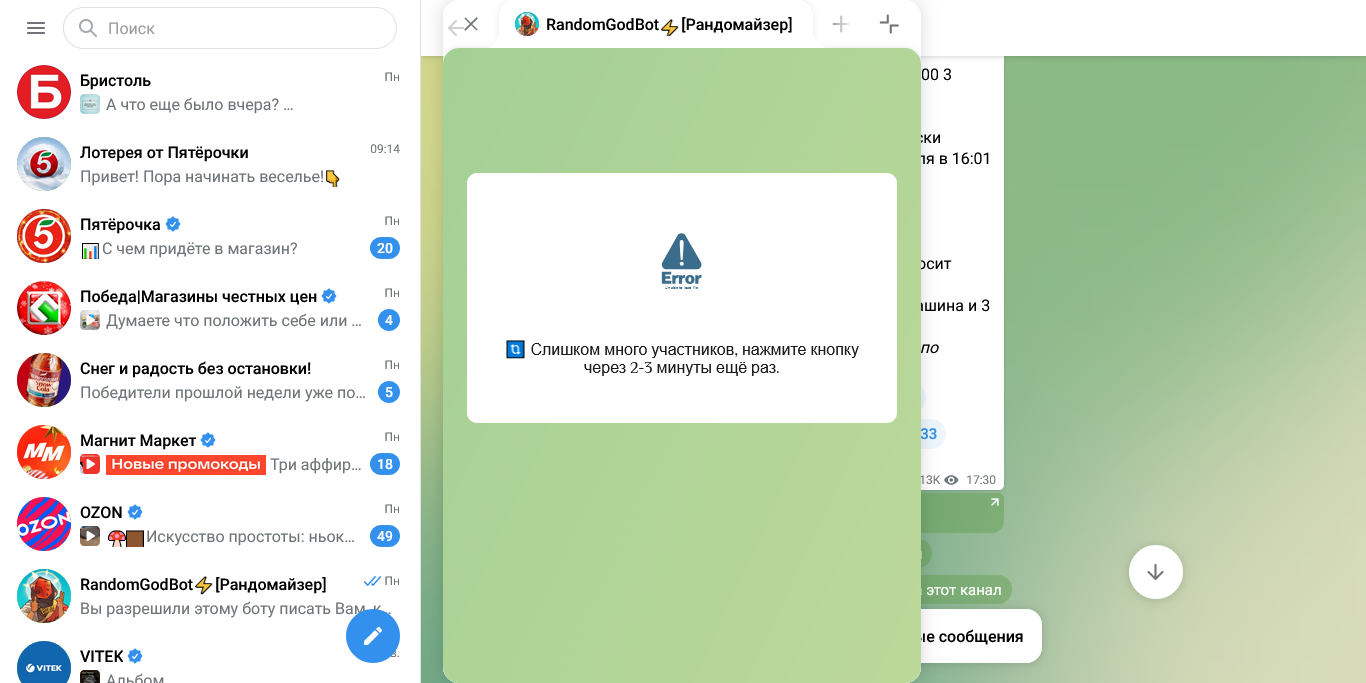 Поиск
Бристоль
Пн
А что еще было вчера? ...
Лотерея от Пятёрочки
09:14
Привет! Пора начинать веселье!
Пятёрочка
Пн
С чем придёте в магазин?
20
Победа|Магазины честных цен
Пн
Думаете что положить себе или ...
4
Снег и радость без остановки!
Пн
Победители прошлой недели уже по...
5
Магнит Маркет
Пн
Новые промокоды Три аффир...
18
OZON
Пн
Искусство простоты: ньок...
49
RandomGodBot⚡[Рандомайзер]
Пн
Вы разрешили этому боту писать Вам, к...
VITEK
Альбом
RandomGodBot⚡[Рандомайзер]
Error
Слишком много участников, нажмите кнопку
через 2-3 минуты ещё раз.
00 3
ски
ля в 16:01
осит
ашина и 3
по
33
13K 17:30
этот канал
ые сообщения